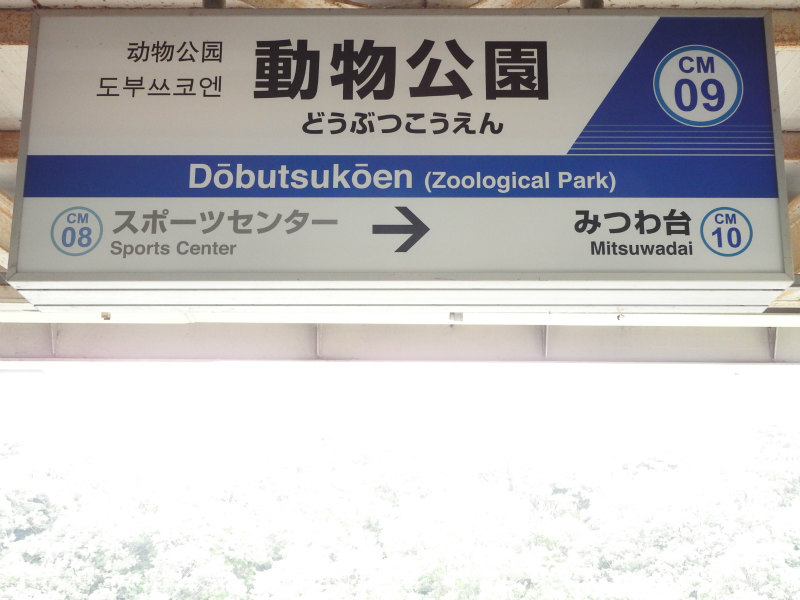 动物公园
도부쓰코엔
動物公園
どうぶつこうえん
CM
09
Dōbutsukōen (Zoological Park)
CM
08
スポーツセンター
Sports Center
→
みつわ台
Mitsuwadai
CM
10